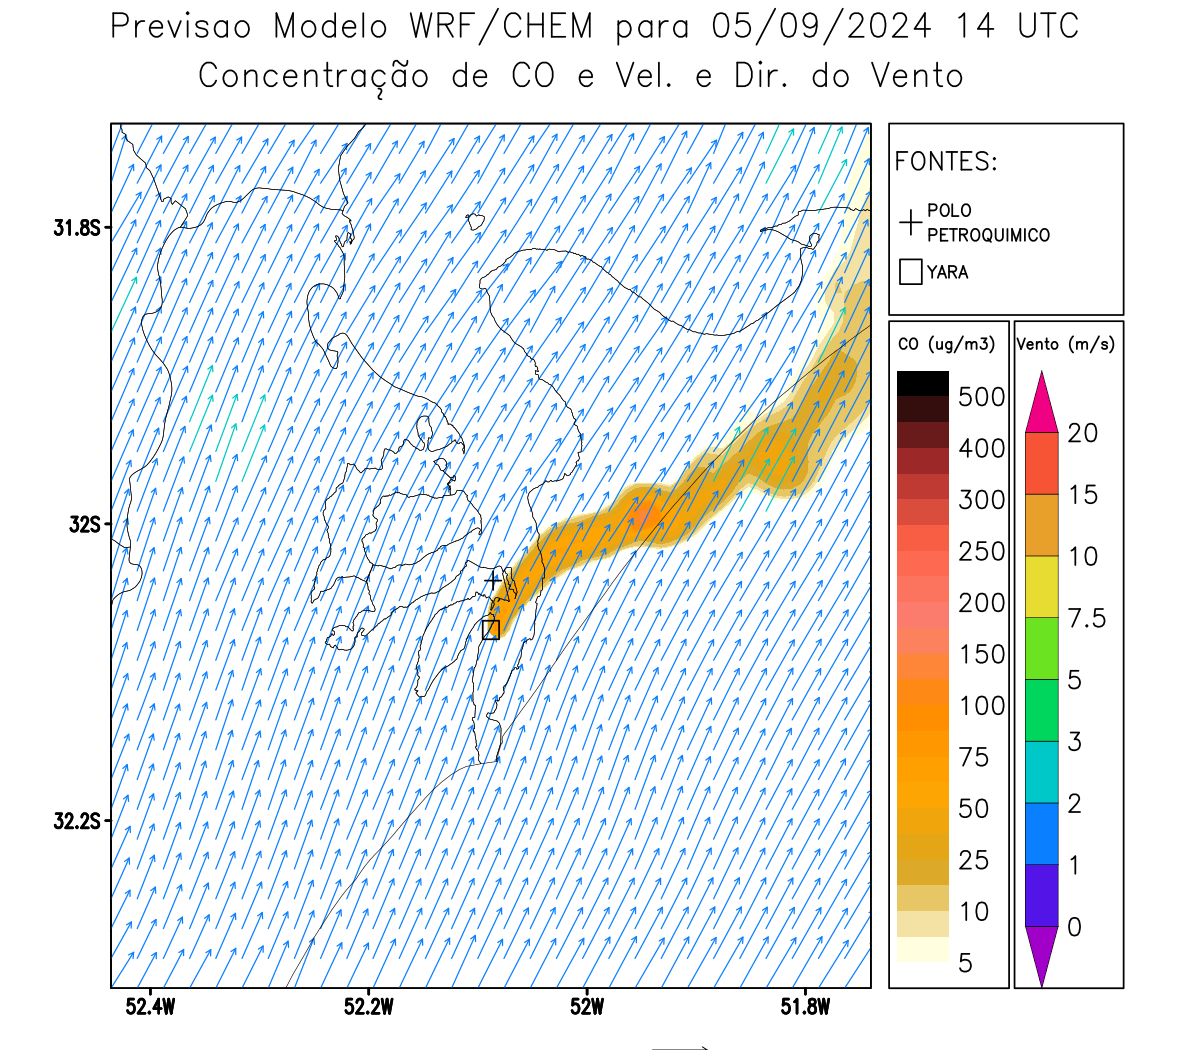 Previsao Modelo WRF/CHEM para 05/09/2024 14 UTC
Concentração de CO e Vel. e Dir. do Vento
FONTES:
POLO
PETROQUIMICO
YARA
CO (ug/m3)
500
400
300
250
200
150
100
75
50
25
10
5
Vento (m/s)
20
15
10
7.5
5
3
2
1
0
31.8S
32S
32.2S
52.4W
52.2W
52W
51.8W